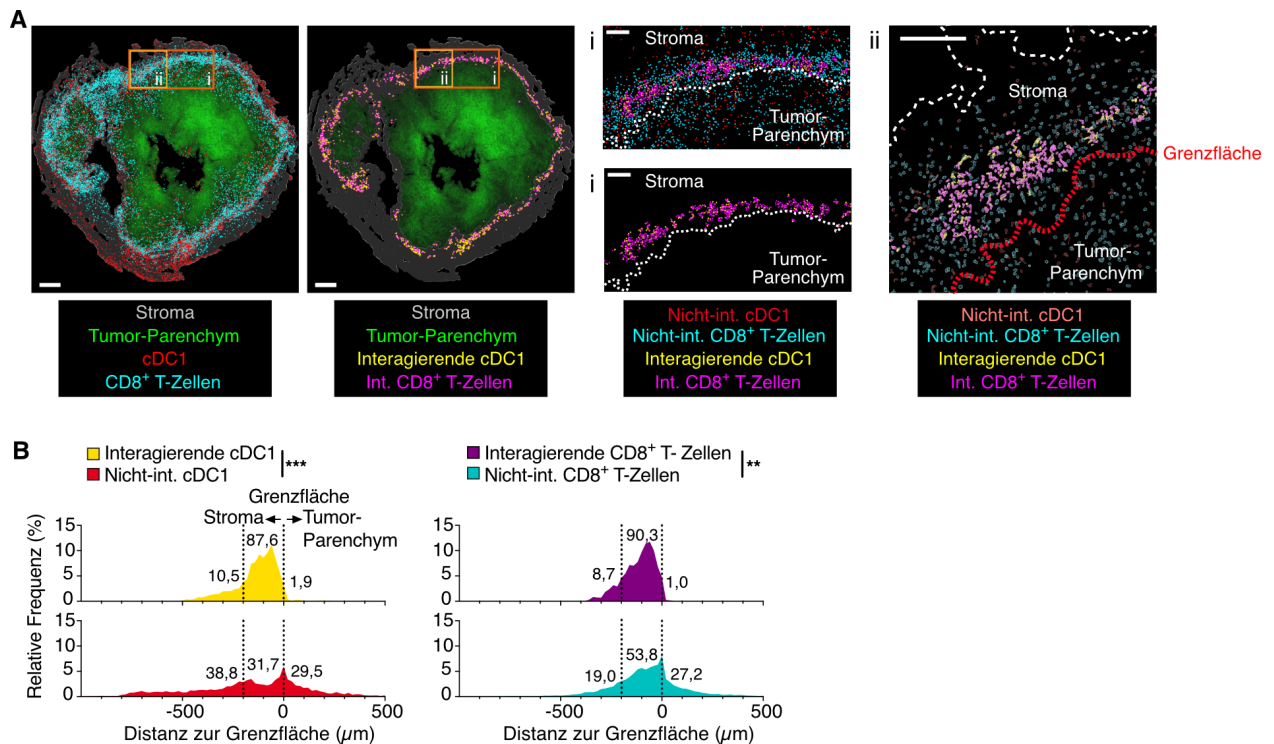 A
ii
i
ii
i
i
Stroma
Tumor-
Parenchym
i
Stroma
Tumor-
Parenchym
ii
Stroma
Grenzfläche
Tumor-
Parenchym
Stroma
Tumor-Parenchym
cDC1
CD8+ T-Zellen
Stroma
Tumor-Parenchym
Interagierende cDC1
Int. CD8+ T-Zellen
Nicht-int. cDC1
Nicht-int. CD8+ T-Zellen
Interagierende cDC1
Int. CD8+ T-Zellen
Nicht-int. cDC1
Nicht-int. CD8+ T-Zellen
Interagierende cDC1
Int. CD8+ T-Zellen
B
Interagierende cDC1
Nicht-int. cDC1
***
Grenzfläche
Stroma
Tumor-
Parenchym
Relative Frequenz (%)
15
10
5
0
10,5
87,6
1,9
15
10
5
0
38,8
31,7
29,5
-500
0
500
Distanz zur Grenzfläche (µm)
Interagierende CD8+ T- Zellen
Nicht-int. CD8+ T-Zellen
**
15
10
5
0
8,7
90,3
1,0
15
10
5
0
19,0
53,8
27,2
-500
0
500
Distanz zur Grenzfläche (µm)